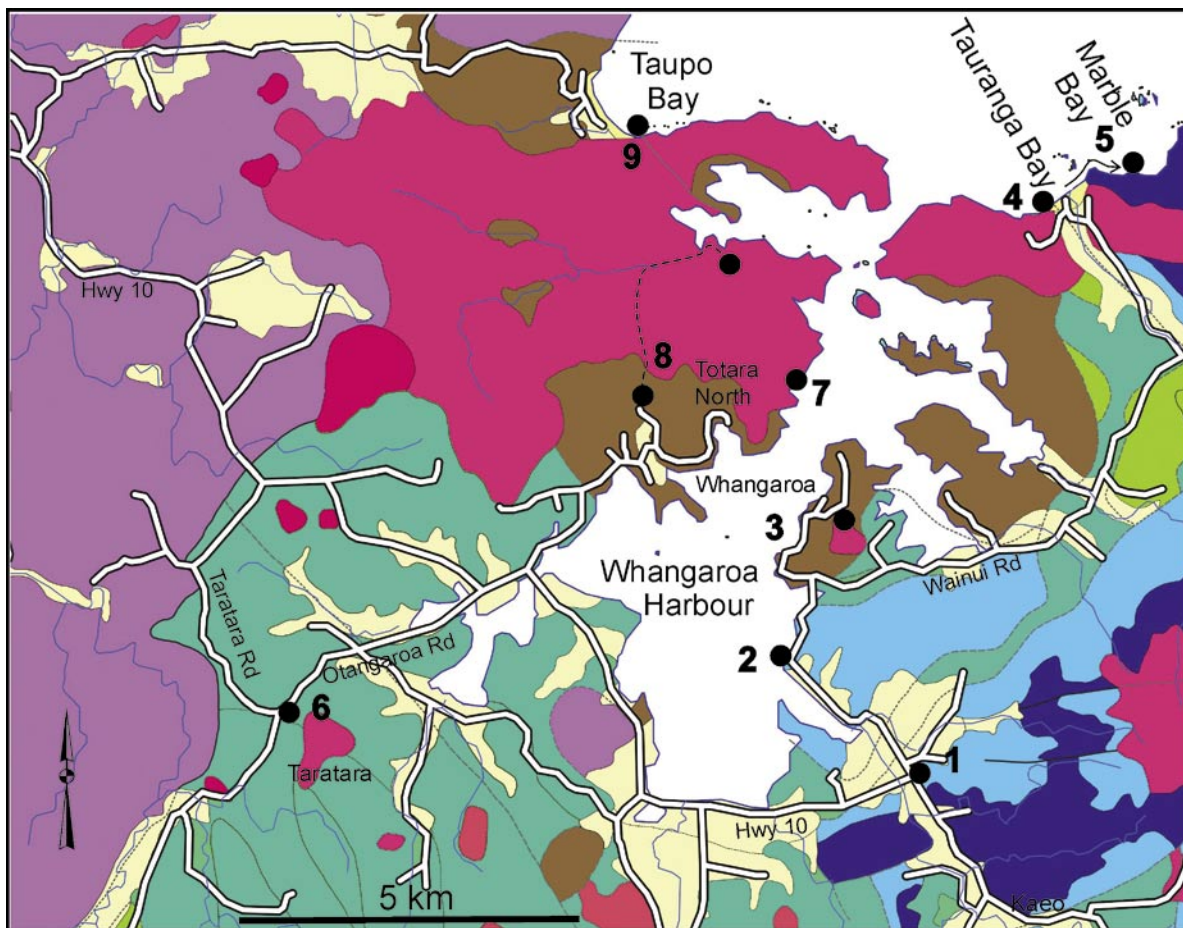 Taupo
Bay
Tauranga Bay
Marble
Bay
5
9
4
Hwy 10
8
Totara
North
7
Whangaroa
3
Whangaroa
Harbour
Wainui Rd
Taratara Rd
Otangaroa Rd
2
6
Taratara
1
Hwy 10
5 km
Kaeo